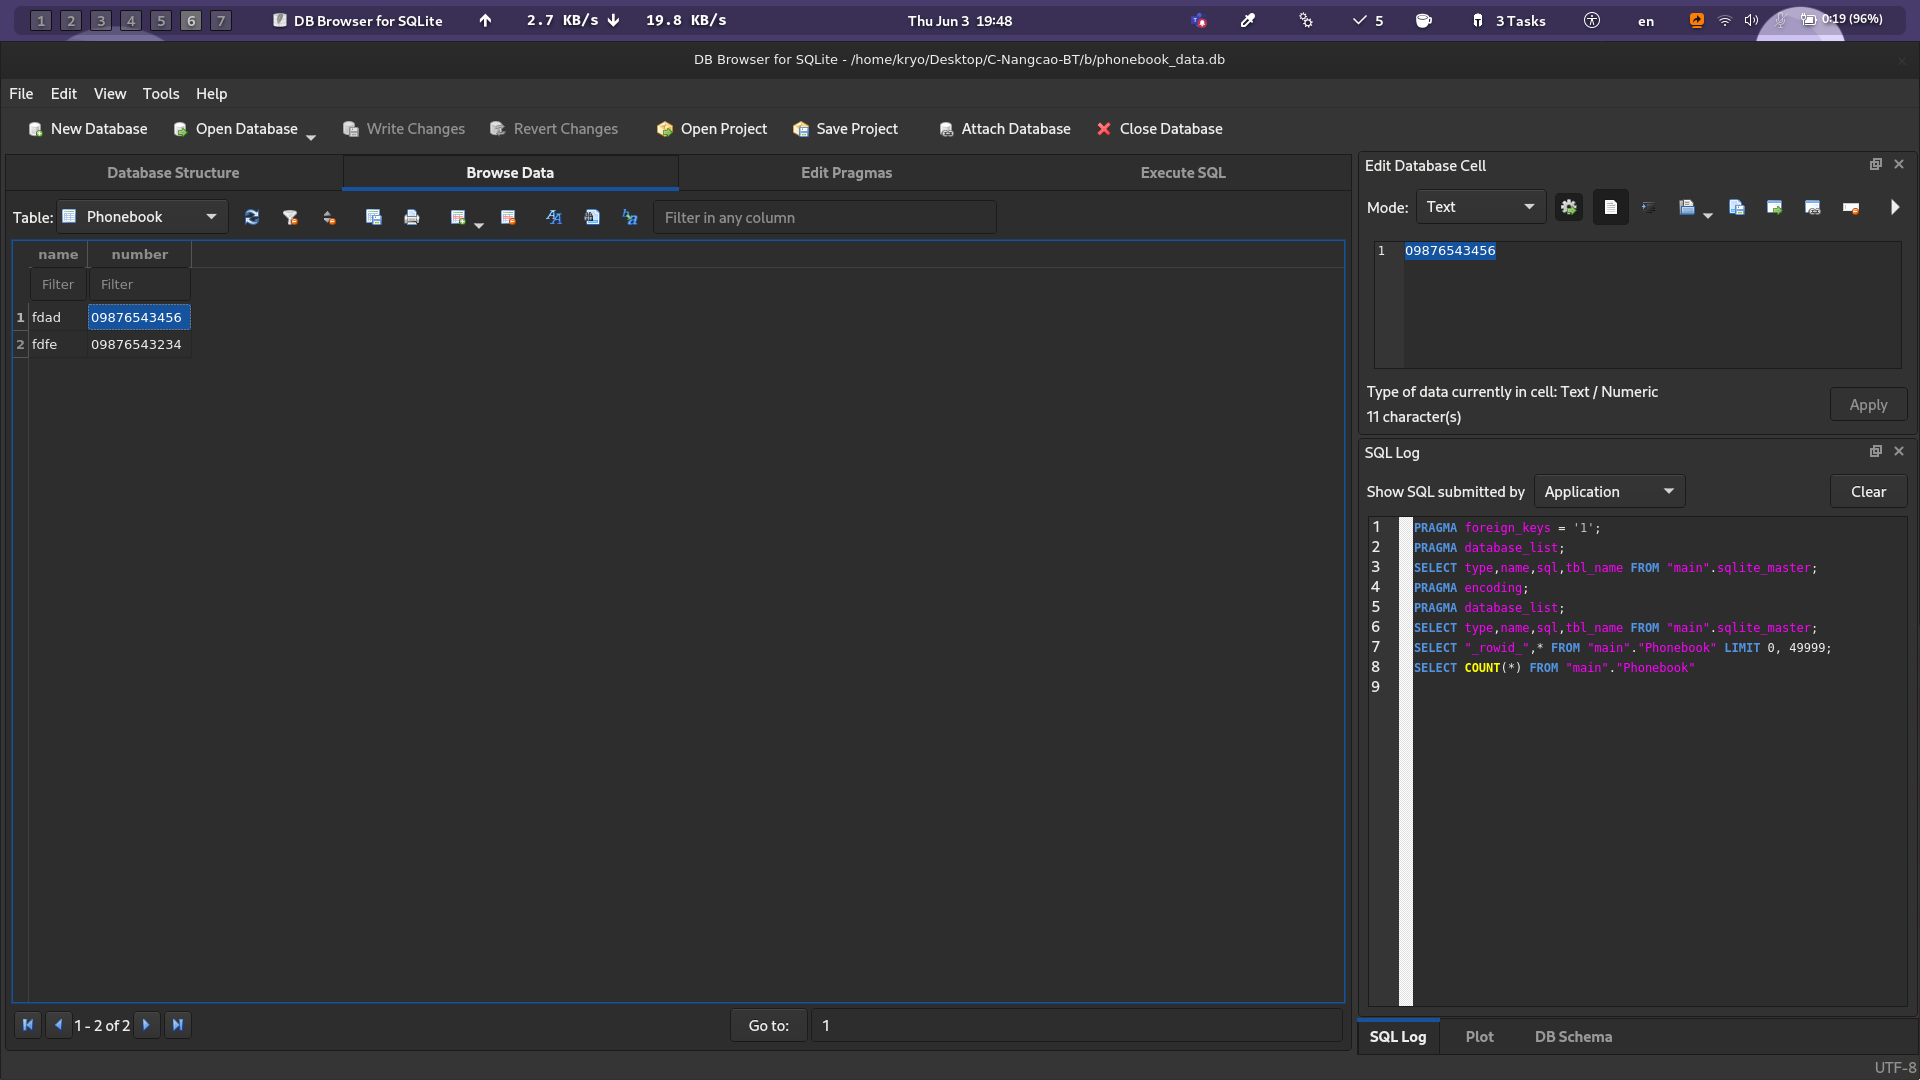 1 2 3 4 5 6 7 DB Browser for SQLite 2.7 KB/s 19.8 KB/s Thu Jun 3 19:48 5 3 Tasks en 0:19 (96%)
DB Browser for SQLite - /home/kryo/Desktop/C-Nangcao-BT/b/phonebook_data.db
File Edit View Tools Help
New Database Open Database Write Changes Revert Changes Open Project Save Project Attach Database Close Database
Database Structure Browse Data Edit Pragmas Execute SQL
Table: Phonebook Filter in any column
name number
Filter Filter
1 fdad 09876543456
2 fdfe 09876543234
1 - 2 of 2 Go to: 1
Edit Database Cell
Mode: Text
1 09876543456
Type of data currently in cell: Text / Numeric
11 character(s)
Apply
SQL Log
Show SQL submitted by Application Clear
1 PRAGMA foreign_keys = '1';
2 PRAGMA database_list;
3 SELECT type,name,sql,tbl_name FROM "main".sqlite_master;
4 PRAGMA encoding;
5 PRAGMA database_list;
6 SELECT type,name,sql,tbl_name FROM "main".sqlite_master;
7 SELECT "_rowid_",* FROM "main"."Phonebook" LIMIT 0, 49999;
8 SELECT COUNT(*) FROM "main"."Phonebook"
9
SQL Log Plot DB Schema
UTF-8